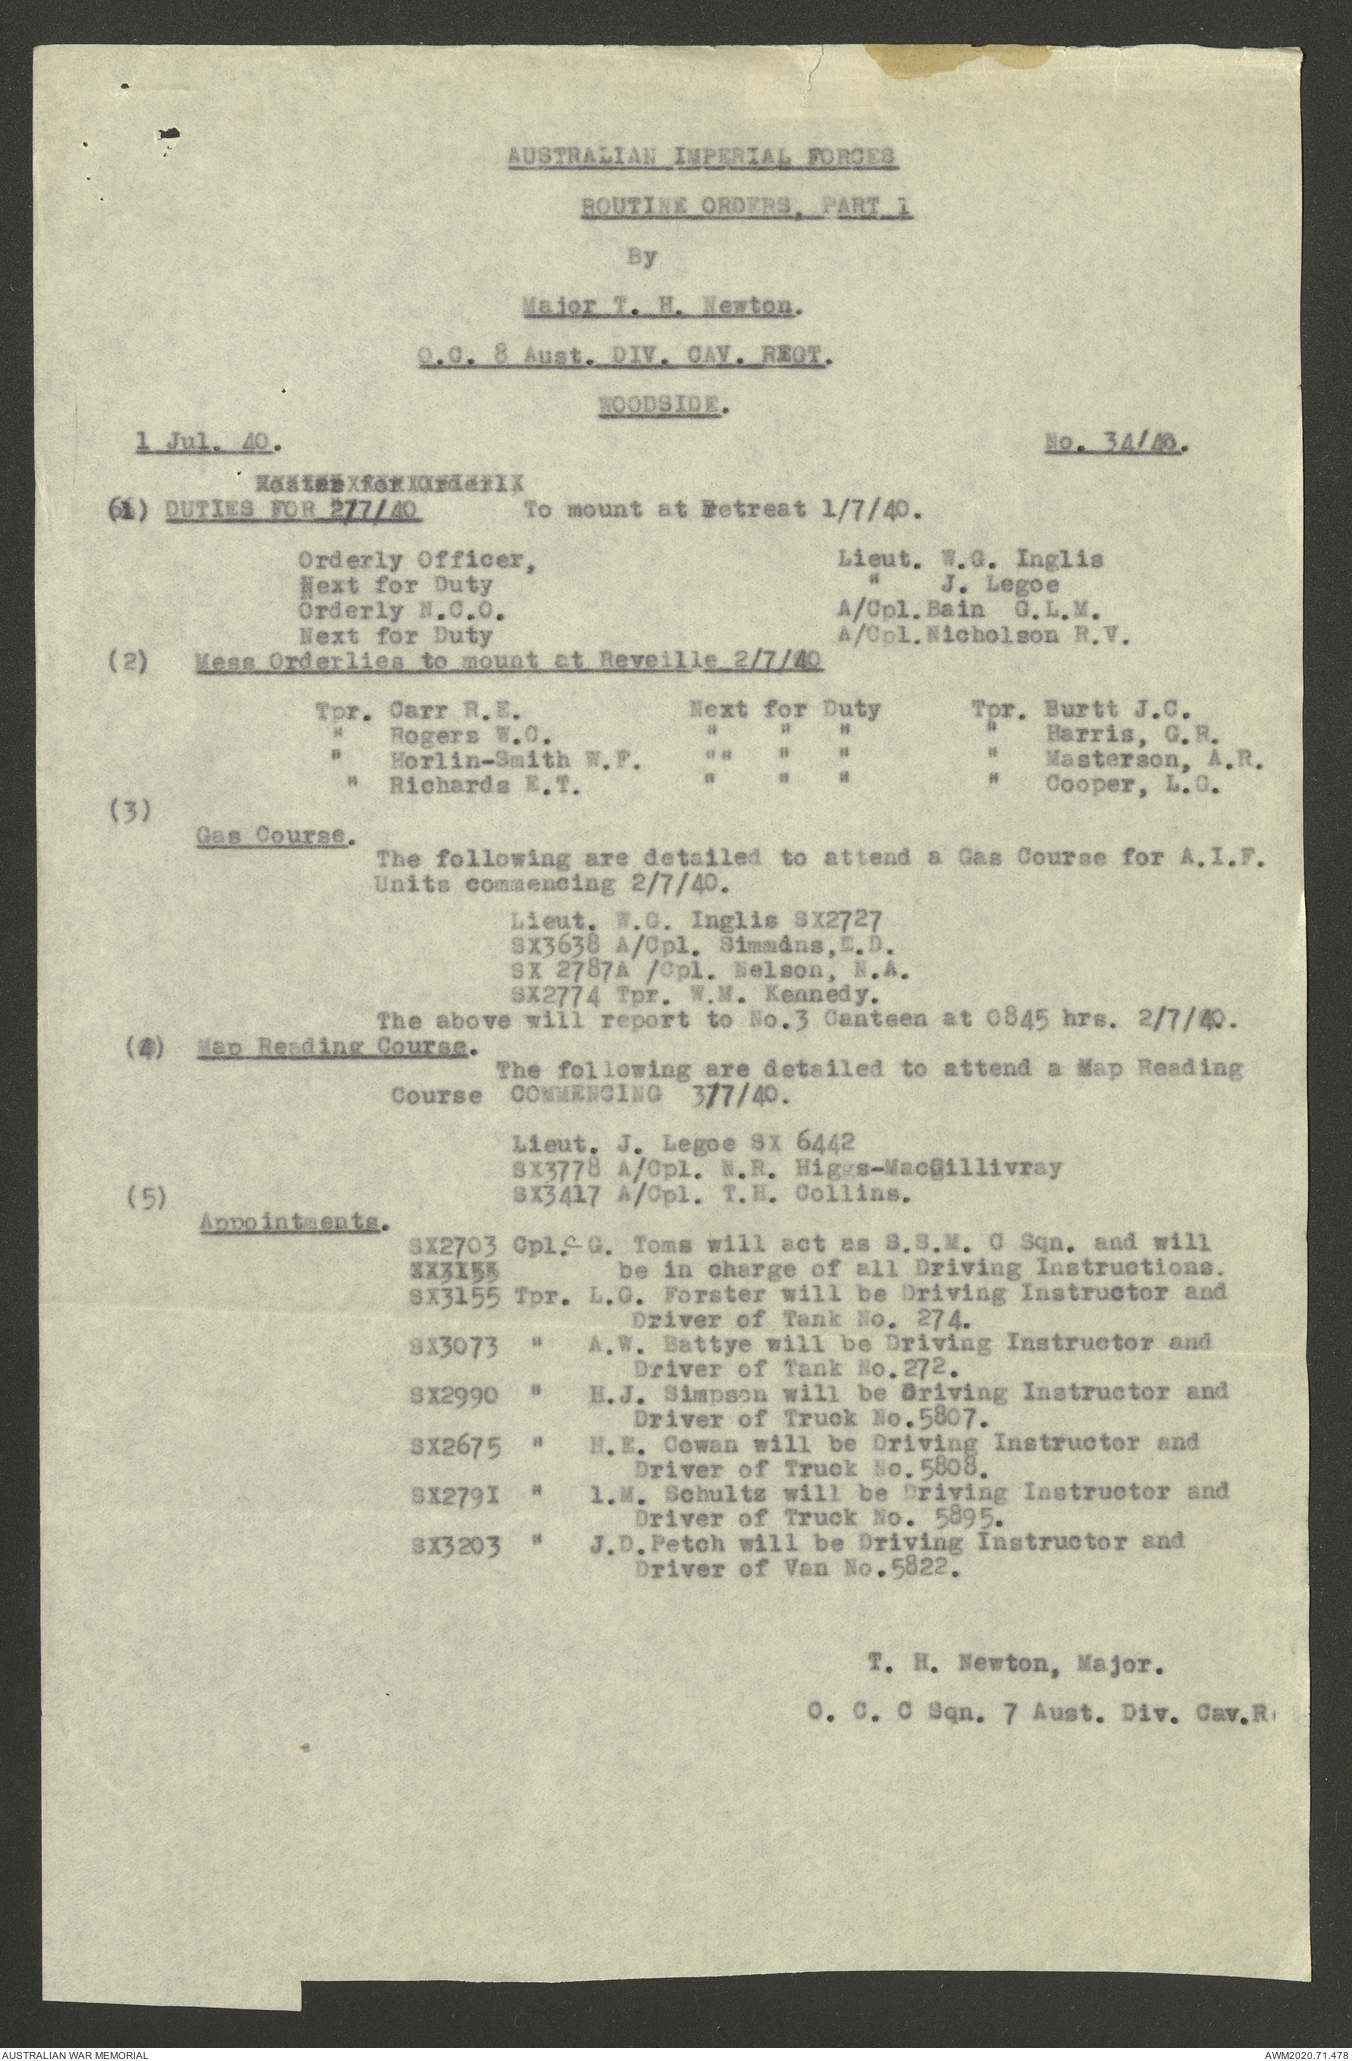 AUSTRALIAN IMPERIAL FORCES
ROUTINE ORDERS, PART 1
By
Major T. H. Newton.
O.C. 8 Aust. DIV. CAV. REGT.
WOODSIDE.
1 Jul. 40. No. 34/40.
(1) DUTIES FOR 2/7/40 To mount at Retreat 1/7/40.
Orderly Officer, Lieut. W.G. Inglis
Next for Duty " J. Legoe
Orderly N.C.O. A/Cpl.Bain G.L.M.
Next for Duty A/Cpl.Nicholson R.V.
(2) Mess Orderlies to mount at Reveille 2/7/40
Tpr. Carr R.E. Next for Duty Tpr. Burtt J.C.
" Rogers W.C. " " " " Harris, G.R.
" Horlin-Smith W.F. "" " " " Masterson, A.R.
" Richards E.T. " " " " Cooper, L.G.
(3)
Gas Course.
The following are detailed to attend a Gas Course for A.I.F.
Units commencing 2/7/40.
Lieut. W.G. Inglis SX2727
SX3638 A/Cpl. Simmons,E.D.
SX 2787A /Cpl. Nelson, N.A.
SX2774 Tpr. W.M. Kennedy.
The above will report to No.3 Canteen at 0845 hrs. 2/7/40.
(4) Map Reading Course.
The following are detailed to attend a Map Reading
Course COMMENCING 3/7/40.
Lieut. J. Legoe SX 6442
SX3778 A/Cpl. N.R. Higgs-MacGillivray
SX3417 A/Cpl. T.H. Collins.
(5)
Appointments.
SX2703 Cpl. C G. Toms will act as S.S.M. C Sqn. and will
XX3155 be in charge of all Driving Instructions.
SX3155 Tpr. L.G. Forster will be Driving Instructor and
Driver of Tank No. 274.
SX3073 " A.W. Battye will be Driving Instructor and
Driver of Tank No.272.
SX2990 " H.J. Simpson will be Driving Instructor and
Driver of Truck No.5807.
SX2675 " H.E. Cowan will be Driving Instructor and
Driver of Truck No.5808.
SX279I " l.M. Schultz will be Driving Instructor and
Driver of Truck No. 5895.
SX3203 " J.D.Petch will be Driving Instructor and
Driver of Van No.5822.
T. H. Newton, Major.
O. C. C Sqn. 7 Aust. Div. Cav.R
AUSTRALIAN WAR MEMORIAL AWM2020.71.478